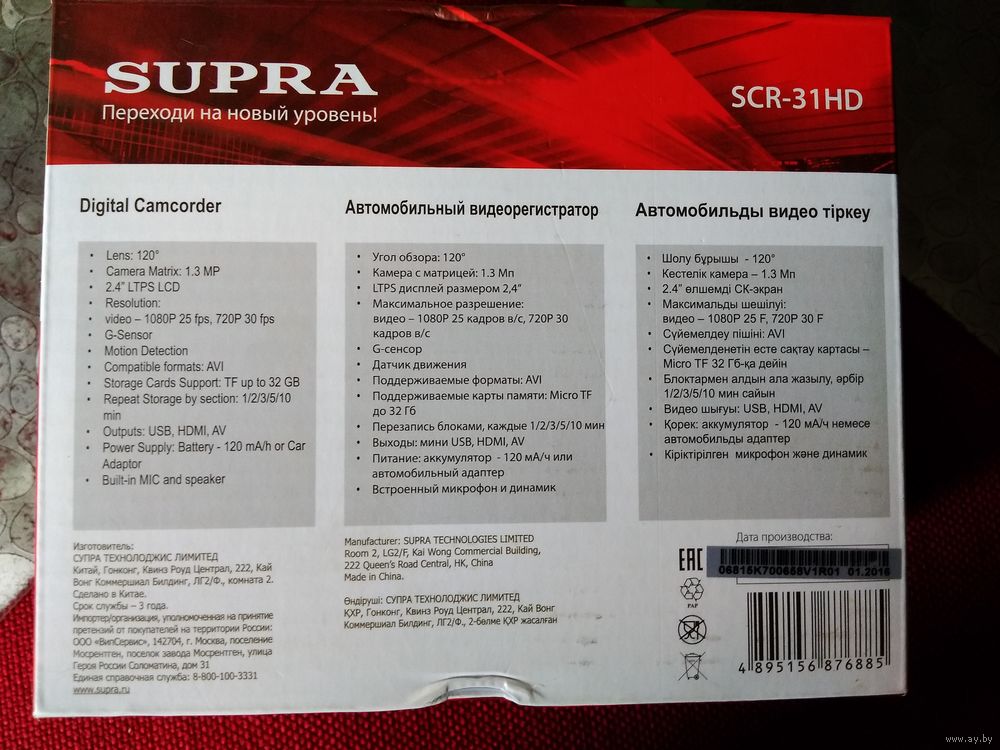 SUPRA
Переходи на новый уровень!
SCR-31HD
Digital Camcorder
• Lens: 120°
• Camera Matrix: 1.3 MP
• 2.4” LTPS LCD
• Resolution:
• video – 1080P 25 fps, 720P 30 fps
• G-Sensor
• Motion Detection
• Compatible formats: AVI
• Storage Cards Support: TF up to 32 GB
• Repeat Storage by section: 1/2/3/5/10
min
• Outputs: USB, HDMI, AV
• Power Supply: Battery - 120 mA/h or Car
Adaptor
• Built-in MIC and speaker
Автомобильный видеорегистратор
• Угол обзора: 120°
• Камера с матрицей: 1.3 Мп
• LTPS дисплей размером 2,4“
• Максимальное разрешение:
видео – 1080P 25 кадров в/с, 720P 30
кадров в/с
• G-сенсор
• Датчик движения
• Поддерживаемые форматы: AVI
• Поддерживаемые карты памяти: Micro TF
до 32 Гб
• Перезапись блоками, каждые 1/2/3/5/10 мин
• Выходы: мини USB, HDMI, AV
• Питание: аккумулятор - 120 мА/ч или
автомобильный адаптер
• Встроенный микрофон и динамик
Автомобильды видео тіркеу
• Шолу бұрышы - 120°
• Кестелік камера – 1.3 Мп
• 2.4” өлшемді СК-экран
• Максимальды шешілуі:
видео – 1080P 25 F, 720P 30 F
• Сүйемелдеу пішіні: AVI
• Сүйемелденетін есте сақтау картасы –
Micro TF 32 Гб-қа дейін
• Блоктармен алдын ала жазылу, әрбір
1/2/3/5/10 мин сайын
• Видео шығуы: USB, HDMI, AV
• Қорек: аккумулятор - 120 мА/ч немесе
автомобильды адаптер
• Кіріктірілген микрофон және динамик
Изготовитель:
СУПРА ТЕХНОЛОДЖИС ЛИМИТЕД
Китай, Гонконг, Квинз Роуд Централ, 222, Кай
Вонг Коммершиал Билдинг, ЛГ2/Ф., комната 2.
Сделано в Китае.
Срок службы – 3 года.
Импортер/организация, уполномоченная на принятие
претензий от покупателей на территории России:
ООО «ВипСервис», 142704, г. Москва, поселение
Мосрентген, поселок завода Мосрентген, улица
Героя России Соломатина, дом 31
Единая справочная служба: 8-800-100-3331
www.supra.ru
Manufacturer: SUPRA TECHNOLOGIES LIMITED
Room 2, LG2/F, Kai Wong Commercial Building,
222 Queen’s Road Central, HK, China
Made in China.
Өндіруші: СУПРА ТЕХНОЛОДЖИС ЛИМИТЕД
ҚХР, Гонконг, Квинз Роуд Централ, 222, Кай Вонг
Коммершиал Билдинг, ЛГ2/Ф., 2-бөлме ҚХР жасалған
Дата производства:
EAC
06815K700658V1R01 01.2016
PAP
4 895156 876885
www.ay.by